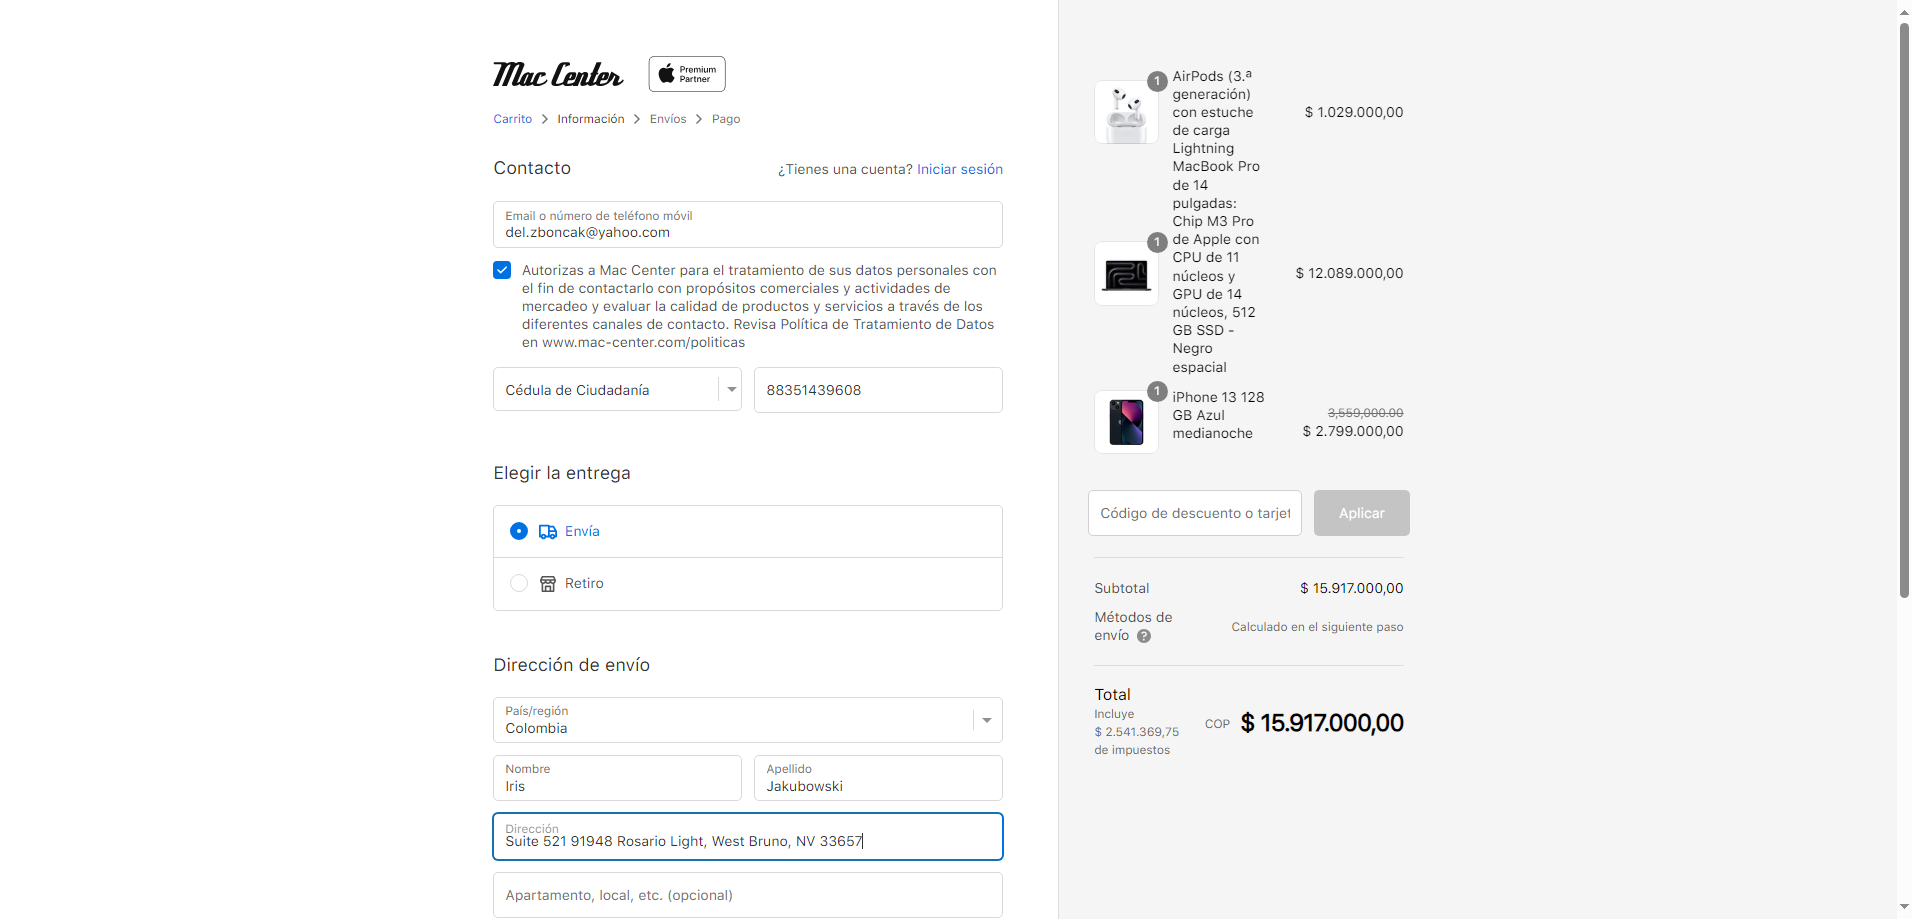 Mac Center
Premium
Partner
Carrito
Información
Envíos
Pago
Contacto
¿Tienes una cuenta? Iniciar sesión
Email o número de teléfono móvil
del.zboncak@yahoo.com
Autorizas a Mac Center para el tratamiento de sus datos personales con
el fin de contactarlo con propósitos comerciales y actividades de
mercadeo y evaluar la calidad de productos y servicios a través de los
diferentes canales de contacto. Revisa Política de Tratamiento de Datos
en www.mac-center.com/politicas
Cédula de Ciudadanía
88351439608
Elegir la entrega
Envía
Retiro
Dirección de envío
País/región
Colombia
Nombre
Iris
Apellido
Jakubowski
Dirección
Suite 521 91948 Rosario Light, West Bruno, NV 33657
Apartamento, local, etc. (opcional)
1
AirPods (3.ª
generación)
con estuche
de carga
Lightning
$ 1.029.000,00
1
MacBook Pro
de 14
pulgadas:
Chip M3 Pro
de Apple con
CPU de 11
núcleos y
GPU de 14
núcleos, 512
GB SSD -
Negro
espacial
$ 12.089.000,00
1
iPhone 13 128
GB Azul
medianoche
3,559,000.00
$ 2.799.000,00
Código de descuento o tarjet
Aplicar
Subtotal
$ 15.917.000,00
Métodos de
envío ?
Calculado en el siguiente paso
Total
Incluye
$ 2.541.369,75
de impuestos
COP $ 15.917.000,00